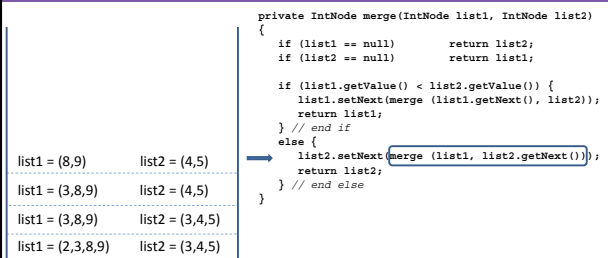 private IntNode merge(IntNode list1, IntNode list2)
{
if (list1 == null) return list2;
if (list2 == null) return list1;
if (list1.getValue() < list2.getValue()) {
list1.setNext(merge (list1.getNext(), list2));
return list1;
} // end if
else {
list2.setNext(merge (list1, list2.getNext()));
return list2;
} // end else
}
list1 = (8,9) list2 = (4,5)
list1 = (3,8,9) list2 = (4,5)
list1 = (3,8,9) list2 = (3,4,5)
list1 = (2,3,8,9) list2 = (3,4,5)